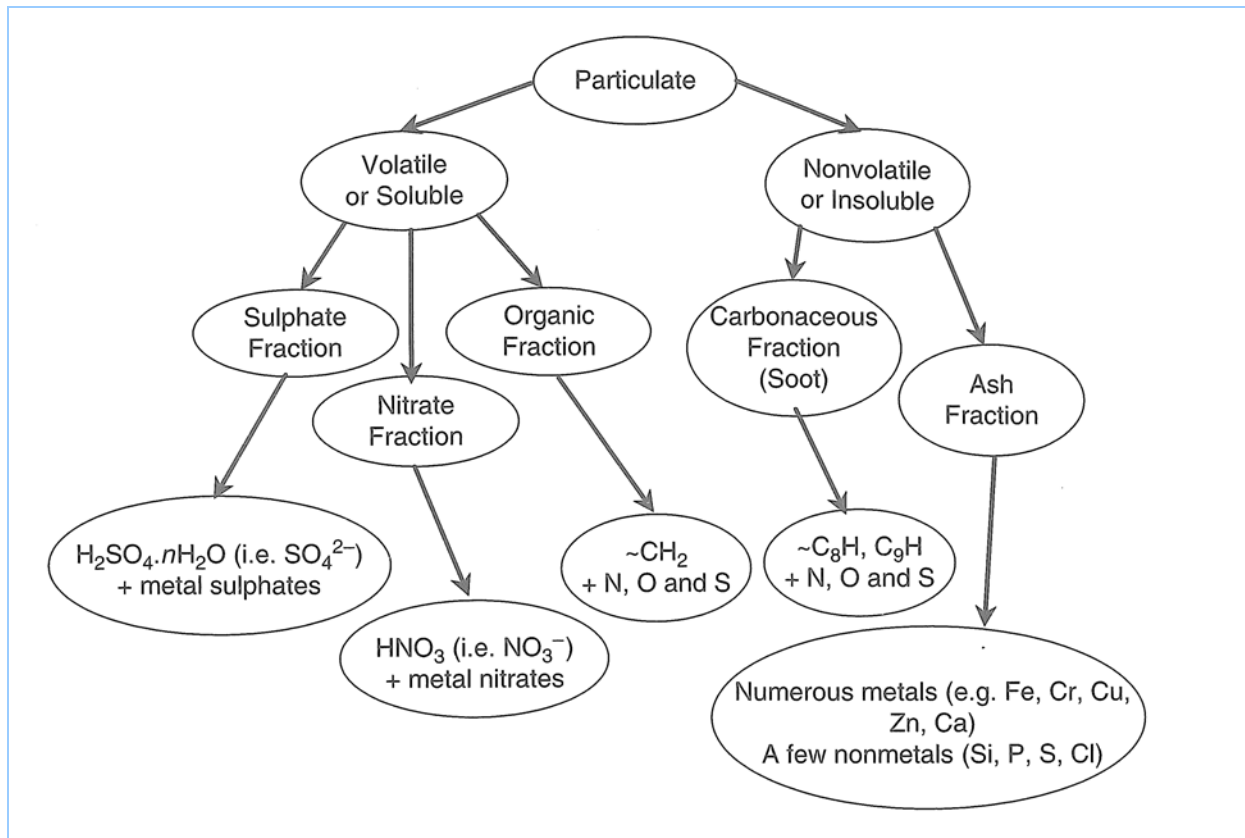 Particulate
Volatile
or Soluble
Nonvolatile
or Insoluble
Sulphate
Fraction
Nitrate
Fraction
Organic
Fraction
Carbonaceous
Fraction
(Soot)
Ash
Fraction
H₂SO₄.nH₂O (i.e. SO₄²⁻)
+ metal sulphates
HNO₃ (i.e. NO₃⁻)
+ metal nitrates
~CH₂
+ N, O and S
~C₈H, C₉H
+ N, O and S
Numerous metals (e.g. Fe, Cr, Cu,
Zn, Ca)
A few nonmetals (Si, P, S, Cl)